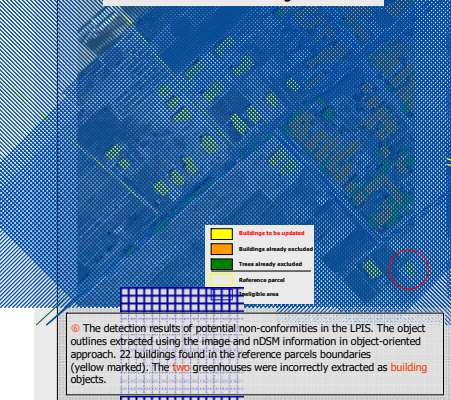 Buildings to be updated
Buildings already excluded
Trees already excluded
Reference parcel
Ineligible area
© The detection results of potential non-conformities in the LPIS. The object
outlines extracted using the image and nDSM information in object-oriented
approach. 22 buildings found in the reference parcels boundaries
(yellow marked). The two greenhouses were incorrectly extracted as building
objects.